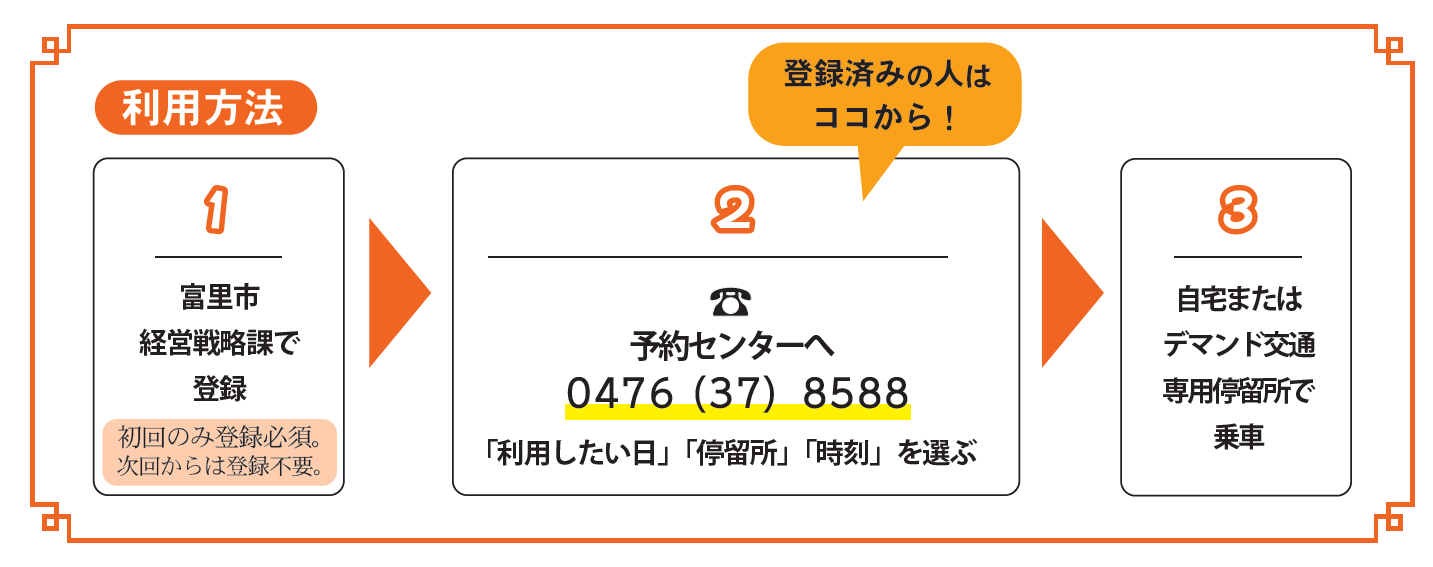 利用方法
登録済みの人は
ココから！
1
富里市
経営戦略課で
登録
初回のみ登録必須。
次回からは登録不要。
2
☎
予約センターへ
0476 (37) 8588
「利用したい日」「停留所」「時刻」を選ぶ
3
自宅または
デマンド交通
専用停留所で
乗車